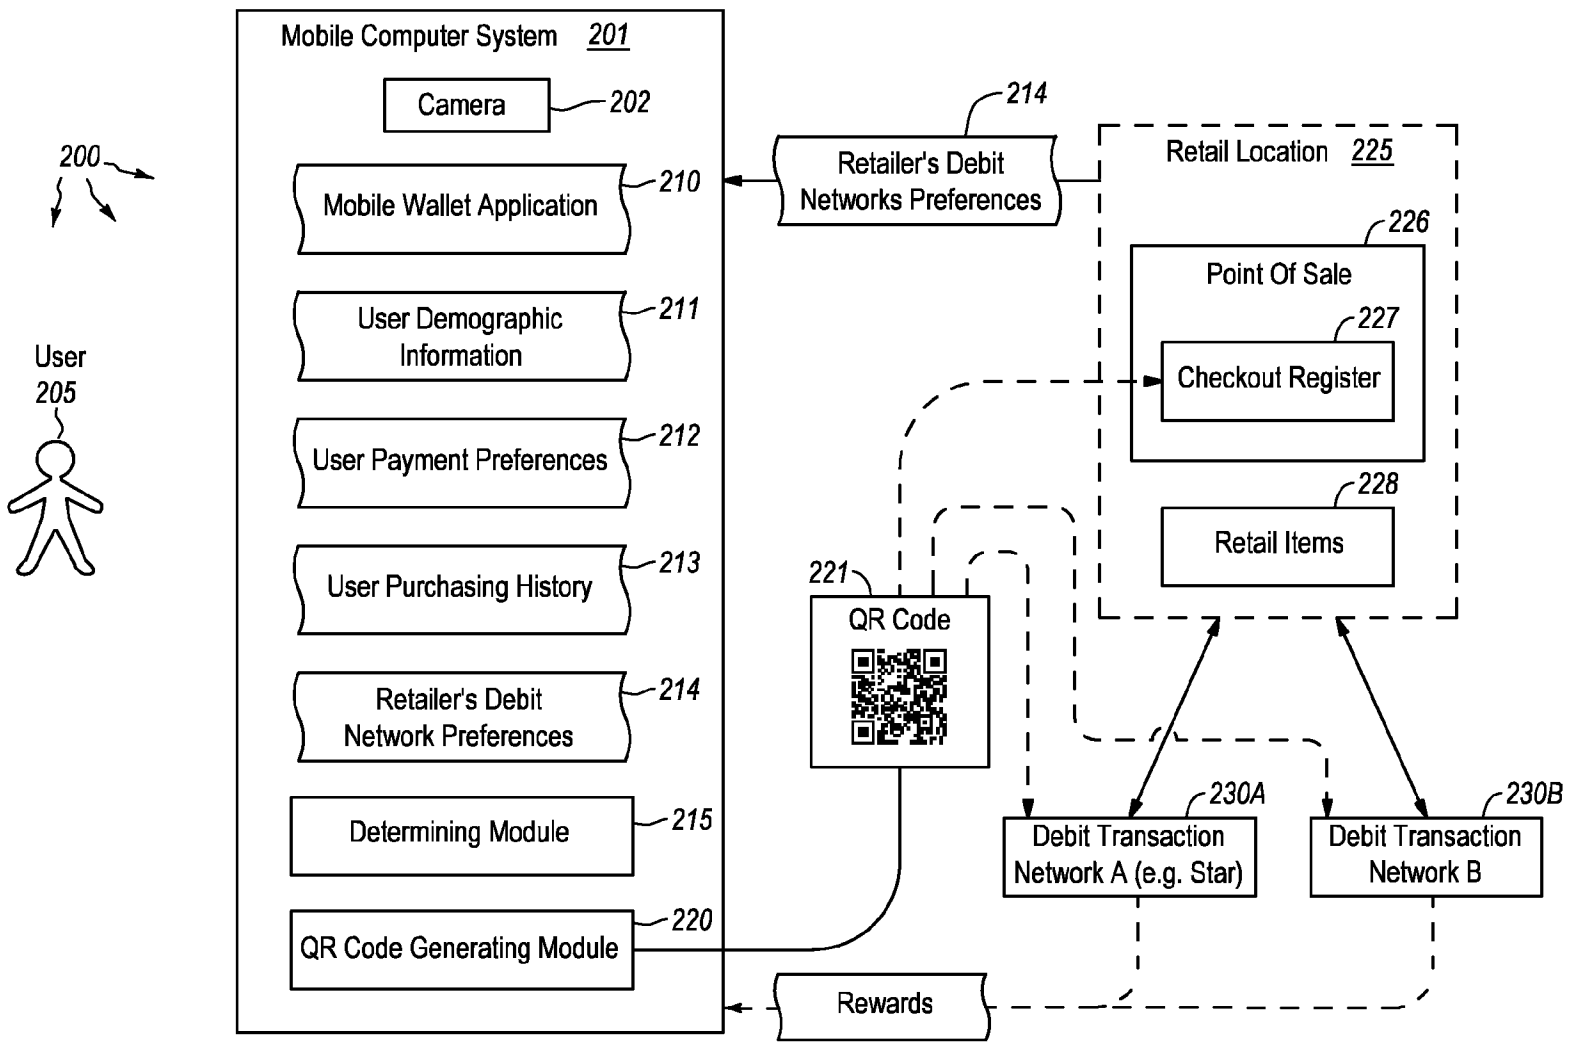 Mobile Computer System 201
Camera
202
200
Mobile Wallet Application
210
User Demographic
Information
211
User
205
User Payment Preferences
212
User Purchasing History
213
Retailer's Debit
Network Preferences
214
Determining Module
215
QR Code Generating Module
220
214
Retailer's Debit
Networks Preferences
Retail Location 225
226
Point Of Sale
227
Checkout Register
228
Retail Items
221
QR Code
230A
Debit Transaction
Network A (e.g. Star)
230B
Debit Transaction
Network B
Rewards